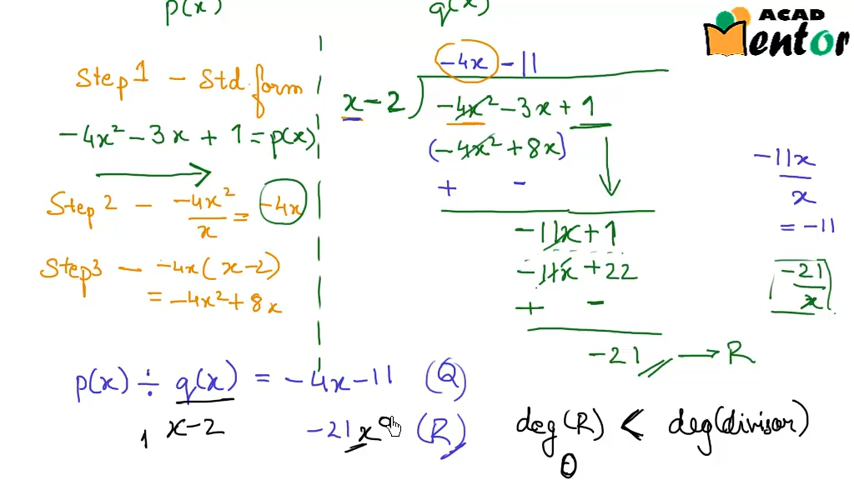 p(x)
q(x)
ACAD
Mentor
Step 1 - Std. form
-4x² - 3x + 1 = p(x)
Step 2 - -4x²/x = -4x
Step 3 - -4x(x-2)
= -4x² + 8x
-4x - 11
x - 2 ) -4x² - 3x + 1
(-4x² + 8x)
+ -
-11x + 1
-11x + 22
+ -
-21 → R
-11x/x
= -11
-21/x
p(x) ÷ q(x) = -4x - 11 (Q)
1 x-2 -21x⁰ (R)
deg(R) < deg(divisor)
0